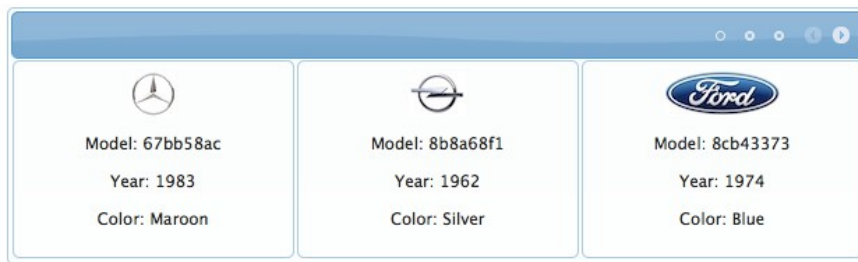 Ford
Model: 67bb58ac
Model: 8b8a68f1
Model: 8cb43373
Year: 1983
Year: 1962
Year: 1974
Color: Maroon
Color: Silver
Color: Blue